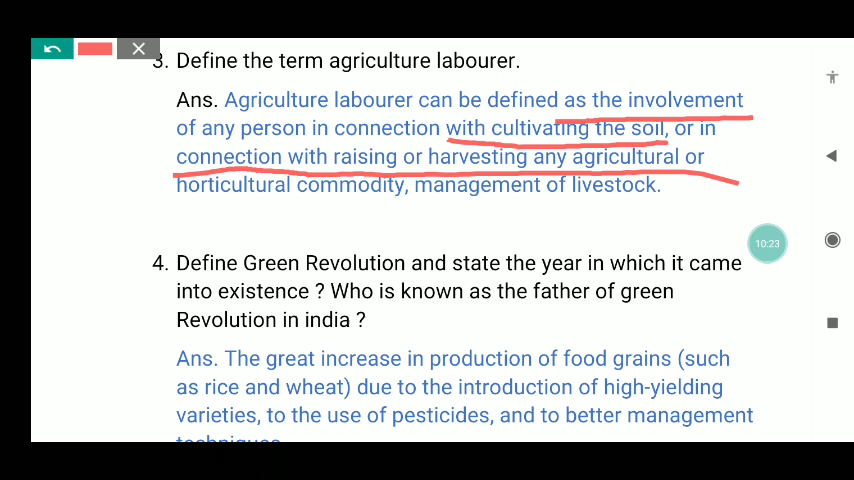 3. Define the term agriculture labourer.
Ans. Agriculture labourer can be defined as the involvement
of any person in connection with cultivating the soil, or in
connection with raising or harvesting any agricultural or
horticultural commodity, management of livestock.
10:23
4. Define Green Revolution and state the year in which it came
into existence ? Who is known as the father of green
Revolution in india ?
Ans. The great increase in production of food grains (such
as rice and wheat) due to the introduction of high-yielding
varieties, to the use of pesticides, and to better management